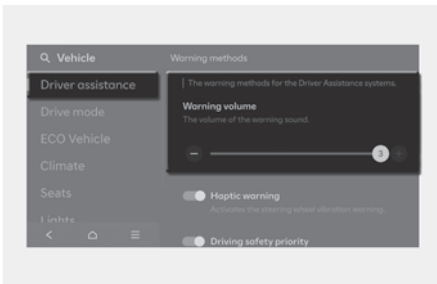 Vehicle
Driver assistance
Drive mode
ECO Vehicle
Climate
Seats
Lights
Warning methods
The warning methods for the Driver Assistance systems.
Warning volume
The volume of the warning sound.
3
Haptic warning
Activates the steering wheel vibration warning.
Driving safety priority